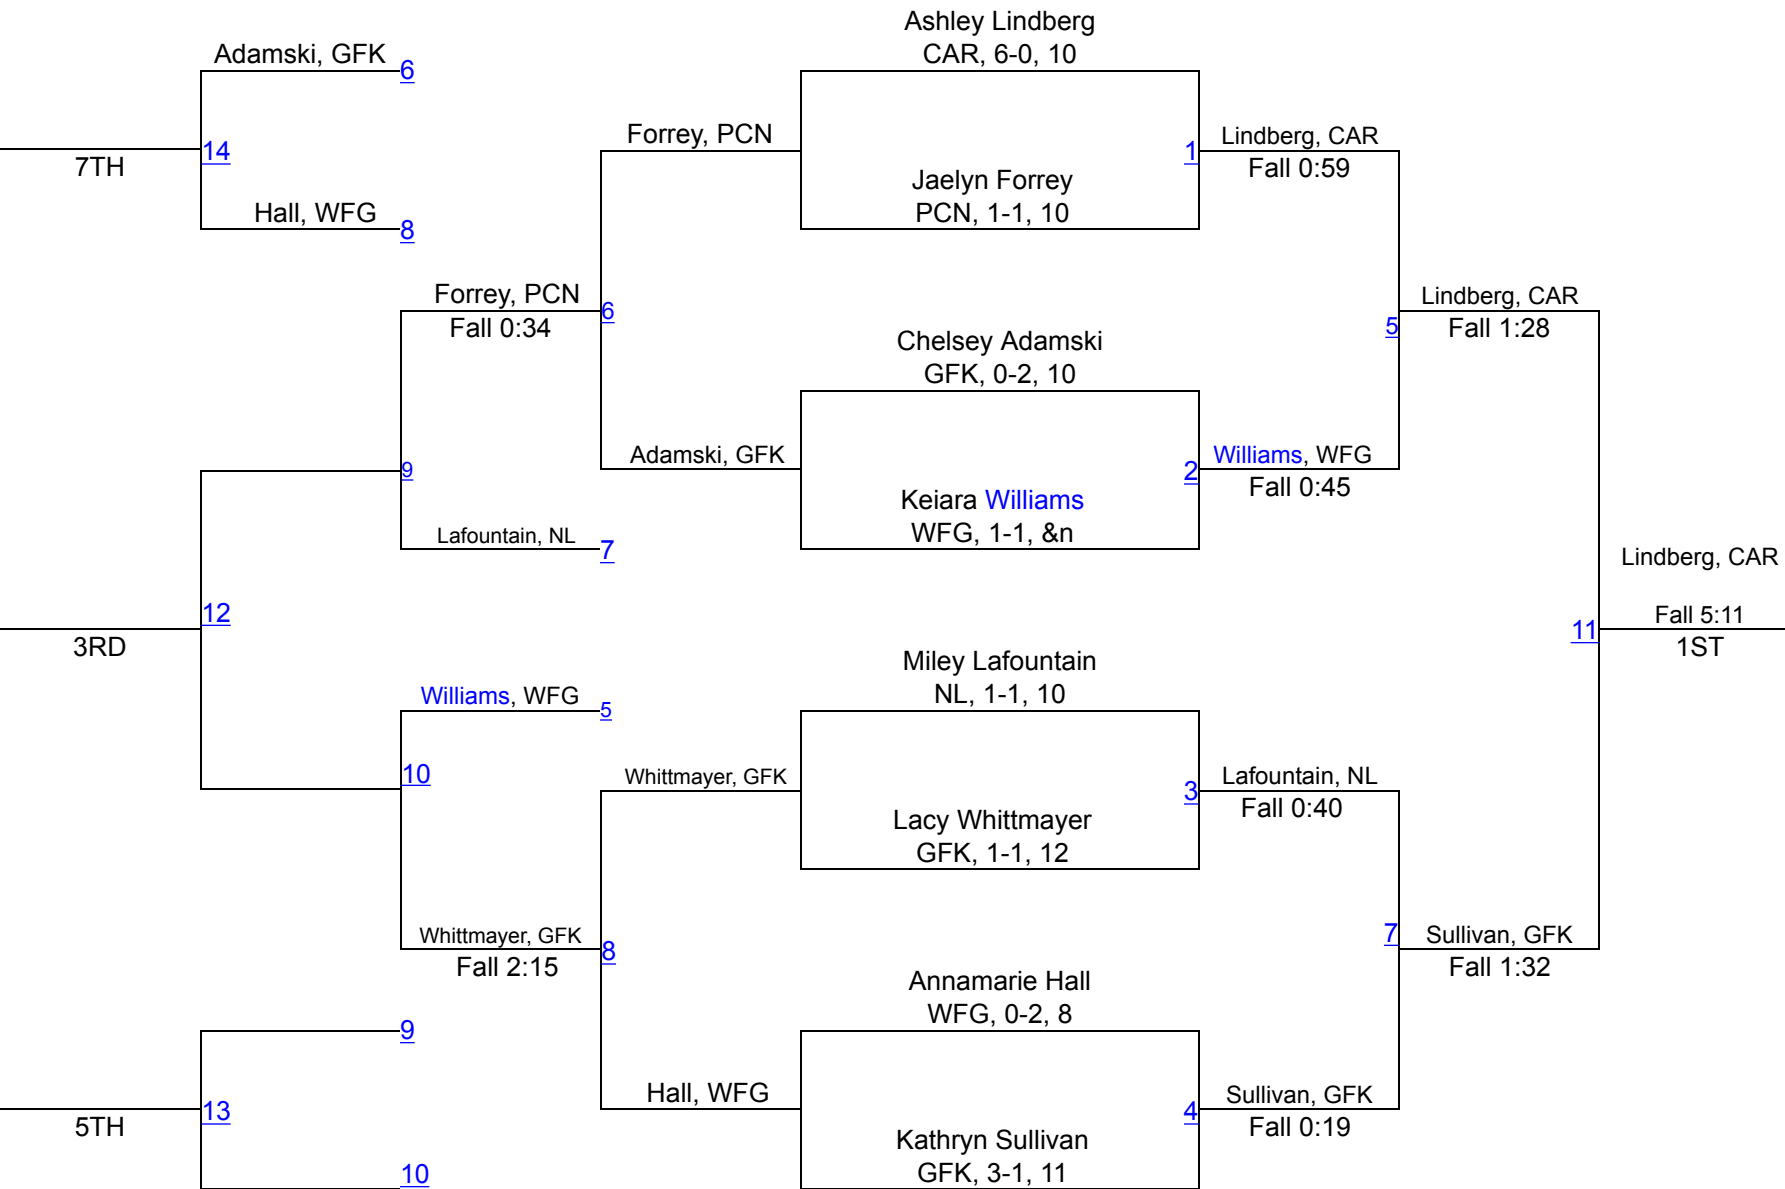 Ashley Lindberg
CAR, 6-0, 10
Adamski, GFK
6
Forrey, PCN
1
Lindberg, CAR
Fall 0:59
14
7TH
Jaelyn Forrey
PCN, 1-1, 10
Hall, WFG
8
Forrey, PCN
Fall 0:34
6
Lindberg, CAR
Fall 1:28
5
Chelsey Adamski
GFK, 0-2, 10
9
Adamski, GFK
2
Williams, WFG
Fall 0:45
Keiara Williams
WFG, 1-1, &n
Lafountain, NL
7
Lindberg, CAR
12
3RD
Fall 5:11
11
1ST
Miley Lafountain
NL, 1-1, 10
Williams, WFG
5
10
Whittmayer, GFK
3
Lafountain, NL
Fall 0:40
Lacy Whittmayer
GFK, 1-1, 12
Whittmayer, GFK
Fall 2:15
8
7
Sullivan, GFK
Fall 1:32
Annamarie Hall
WFG, 0-2, 8
9
Hall, WFG
4
Sullivan, GFK
Fall 0:19
13
5TH
Kathryn Sullivan
GFK, 3-1, 11
10